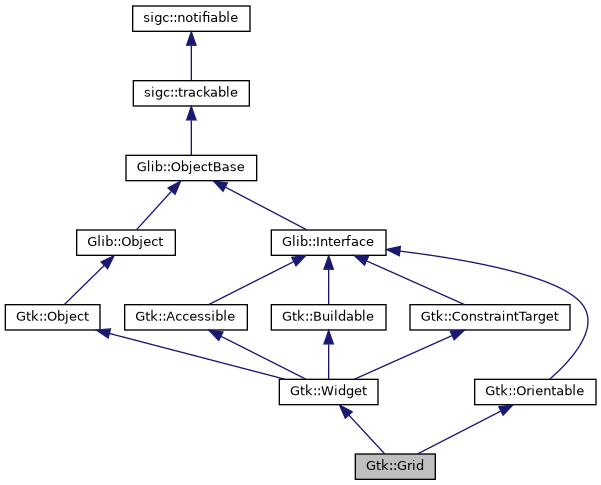 sigc::notifiable
sigc::trackable
Glib::ObjectBase
Glib::Object
Glib::Interface
Gtk::Object
Gtk::Accessible
Gtk::Buildable
Gtk::ConstraintTarget
Gtk::Widget
Gtk::Orientable
Gtk::Grid